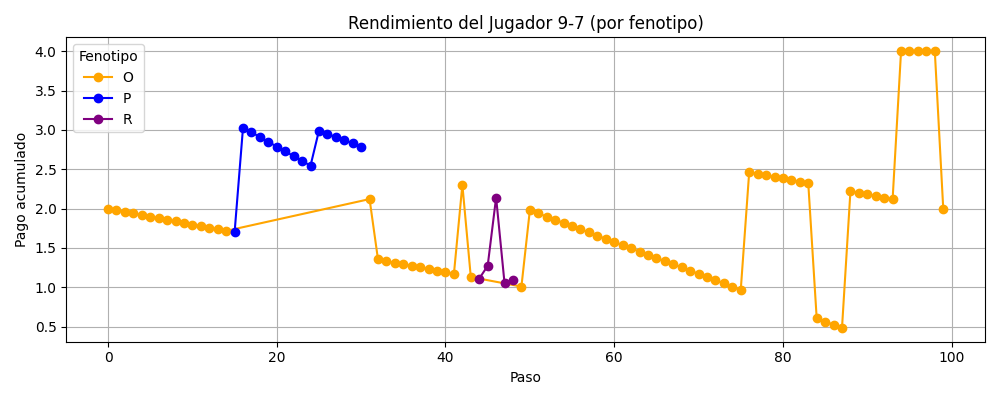 Rendimiento del Jugador 9-7 (por fenotipo)
Fenotipo
O
P
R
Pago acumulado
4.0
3.5
3.0
2.5
2.0
1.5
1.0
0.5
0 20 40 60 80 100
Paso